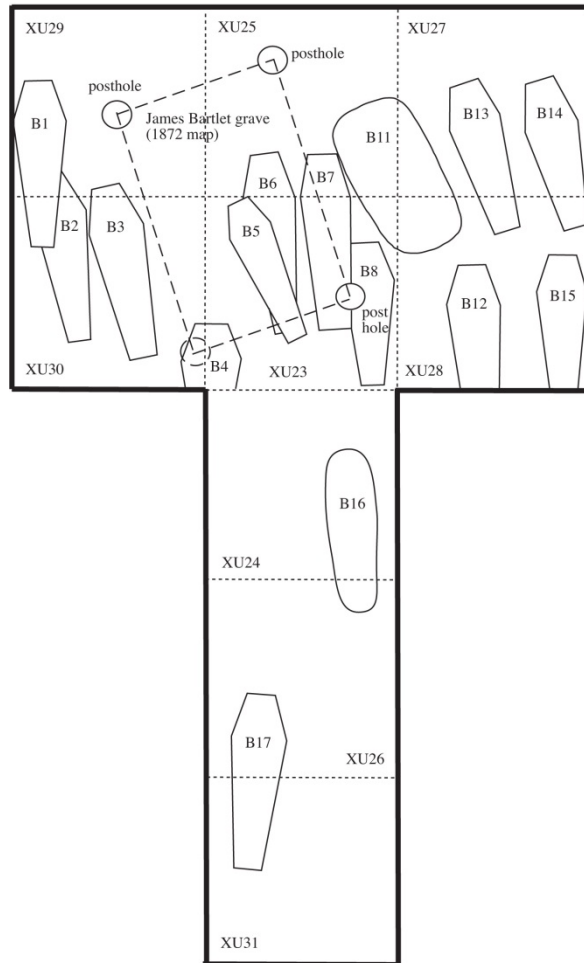 XU29
XU25
XU27
posthole
posthole
James Bartlet grave
(1872 map)
B1
B13
B14
B11
B6
B7
B2
B3
B5
B8
B12
B15
post
hole
B4
XU30
XU23
XU28
B16
XU24
B17
XU26
XU31